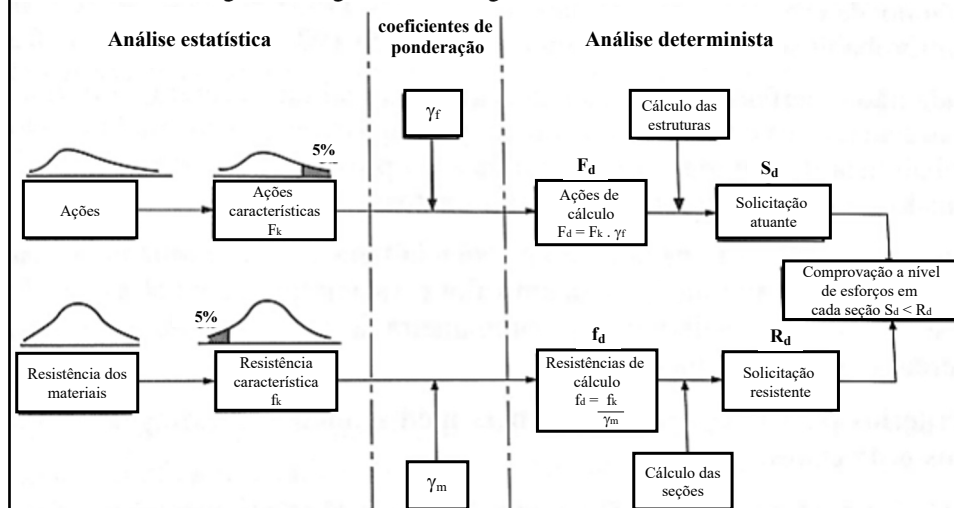 Análise estatística
coeficientes de
ponderação
Análise determinista
γf
Cálculo das
estruturas
5%
Fd
Sd
Ações
Ações
características
Fk
Ações de
cálculo
Fd = Fk . γf
Solicitação
atuante
Comprovação a nível
de esforços em
cada seção Sd < Rd
5%
fd
Rd
Resistência dos
materiais
Resistência
característica
fk
Resistências de
cálculo
fd = fk
γm
Solicitação
resistente
γm
Cálculo das
seções